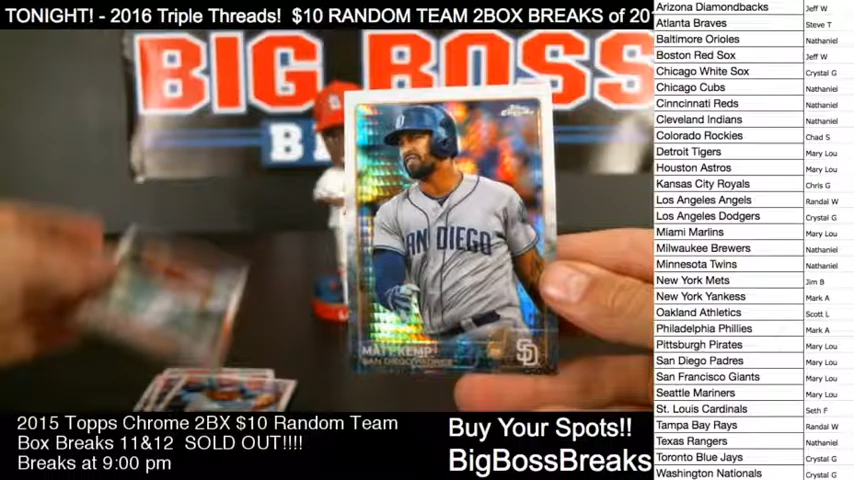 TONIGHT! - 2016 Triple Threads! $10 RANDOM TEAM 2BOX BREAKS of 20
BIG BOSS
B
Topps Chrome
SAN DIEGO
MATT KEMP
SAN DIEGO PADRES
SD
2015 Topps Chrome 2BX $10 Random Team
Box Breaks 11&12 SOLD OUT!!!!
Breaks at 9:00 pm
Buy Your Spots!!
BigBossBreaks
Arizona Diamondbacks Jeff W
Atlanta Braves Steve T
Baltimore Orioles Nathaniel
Boston Red Sox Jeff W
Chicago White Sox Crystal G
Chicago Cubs Nathaniel
Cinncinnati Reds Nathaniel
Cleveland Indians Nathaniel
Colorado Rockies Chad S
Detroit Tigers Mary Lou
Houston Astros Mary Lou
Kansas City Royals Chris G
Los Angeles Angels Randal W
Los Angeles Dodgers Crystal G
Miami Marlins Mary Lou
Milwaukee Brewers Nathaniel
Minnesota Twins Nathaniel
New York Mets Jim B
New York Yankess Mark A
Oakland Athletics Scott L
Philadelphia Phillies Mark A
Pittsburgh Pirates Mary Lou
San Diego Padres Mary Lou
San Francisco Giants Mary Lou
Seattle Mariners Mary Lou
St. Louis Cardinals Seth F
Tampa Bay Rays Randal W
Texas Rangers Nathaniel
Toronto Blue Jays Crystal G
Washington Nationals Crystal G